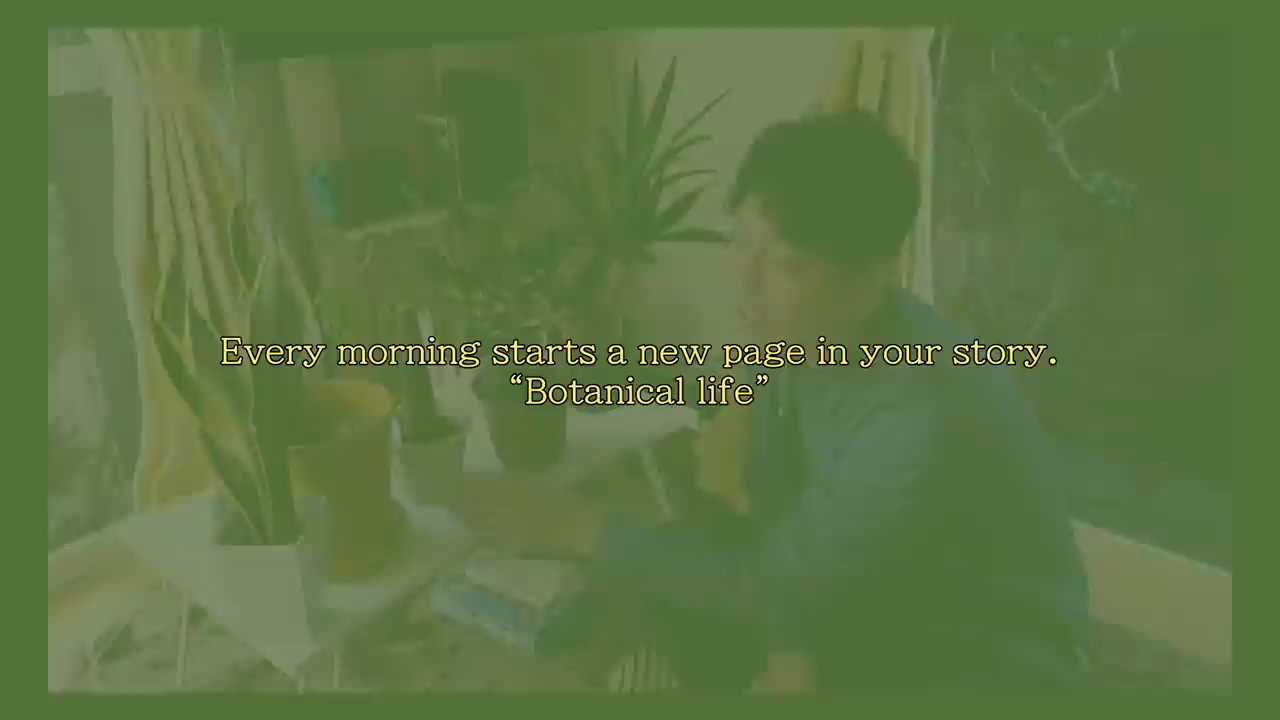 Every morning starts a new page in your story.
“Botanical life”